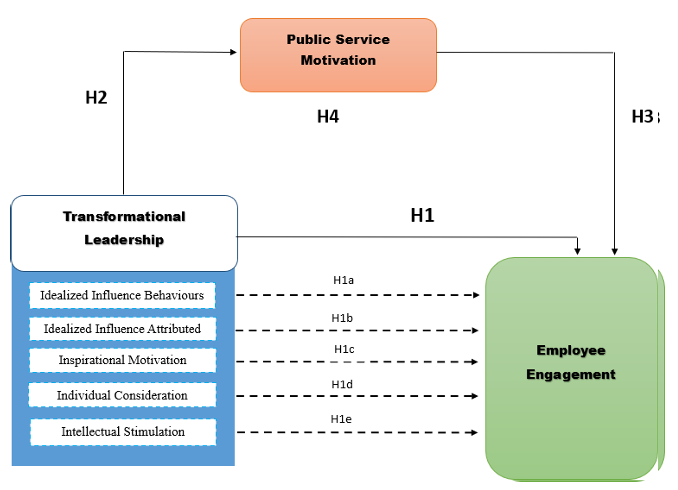 Public Service
Motivation
H2
H4
H3
Transformational
Leadership
H1
Idealized Influence Behaviours
H1a
Idealized Influence Attributed
H1b
Inspirational Motivation
H1c
Individual Consideration
H1d
Intellectual Stimulation
H1e
Employee
Engagement